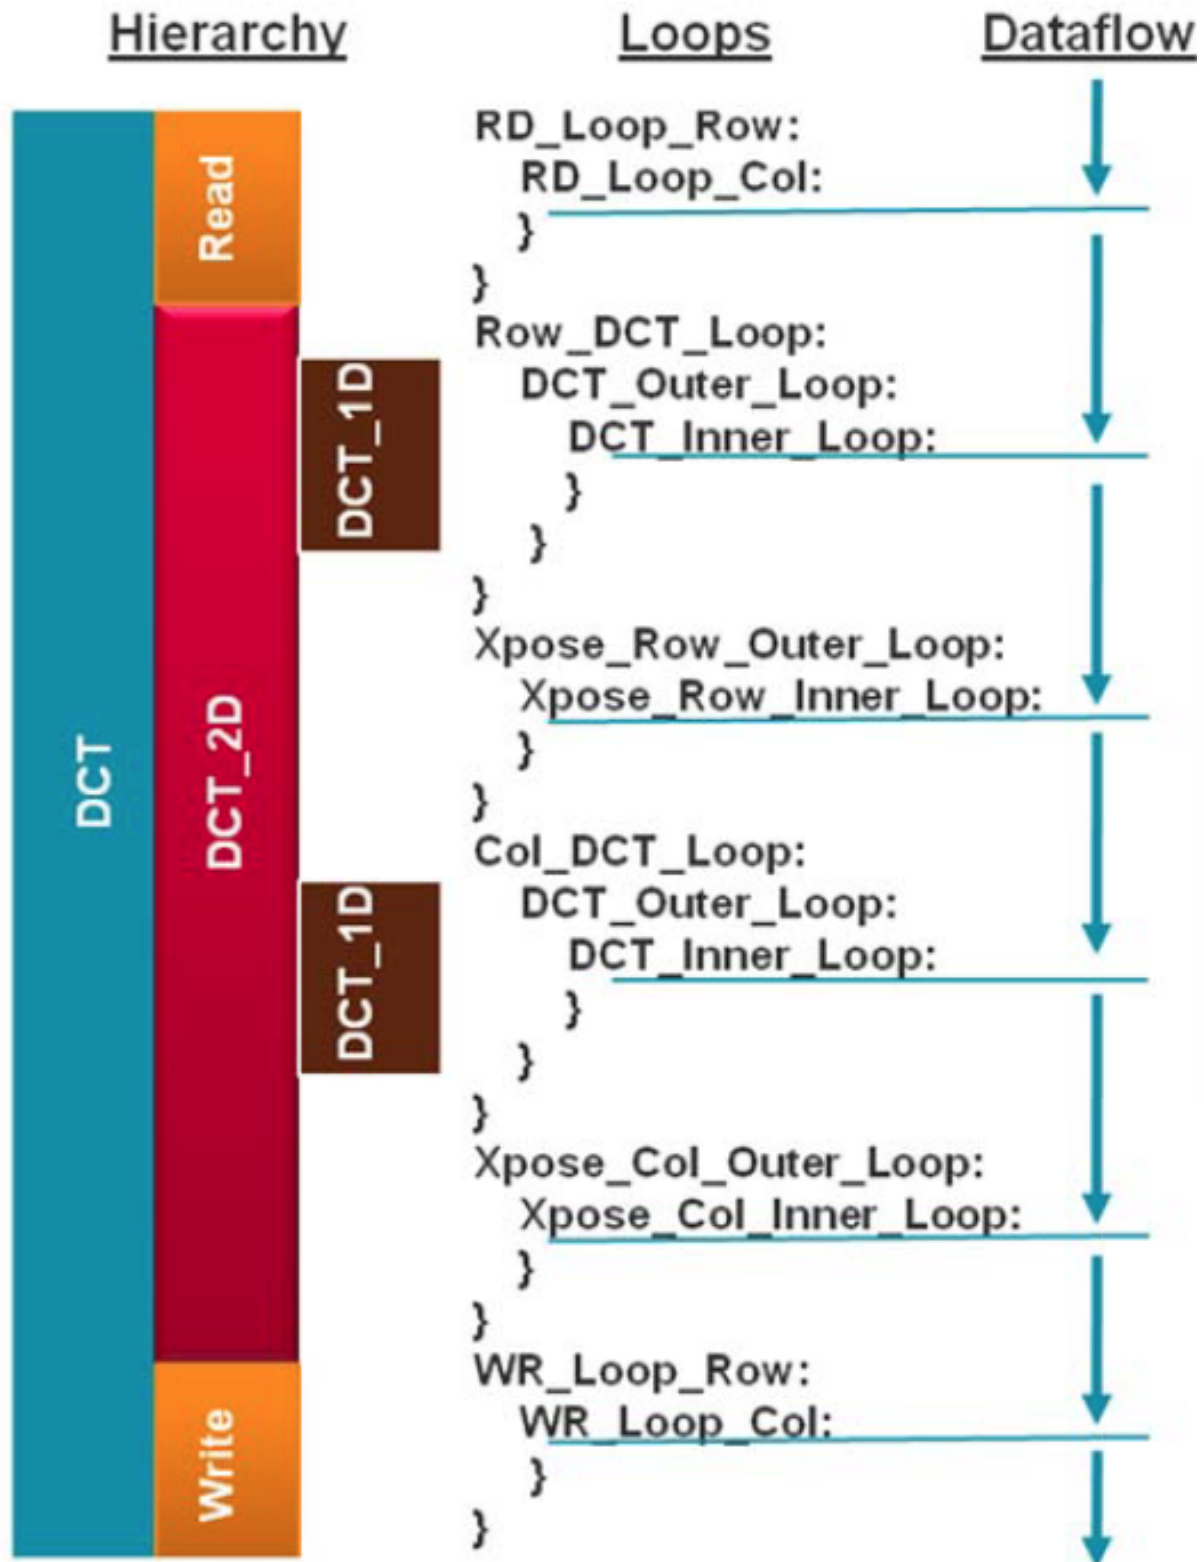 Hierarchy Loops Dataflow
DCT
Read
DCT_2D
DCT_1D
DCT_1D
Write
RD_Loop_Row:
RD_Loop_Col:
}
}
Row_DCT_Loop:
DCT_Outer_Loop:
DCT_Inner_Loop:
}
}
}
Xpose_Row_Outer_Loop:
Xpose_Row_Inner_Loop:
}
}
Col_DCT_Loop:
DCT_Outer_Loop:
DCT_Inner_Loop:
}
}
}
Xpose_Col_Outer_Loop:
Xpose_Col_Inner_Loop:
}
}
WR_Loop_Row:
WR_Loop_Col:
}
}